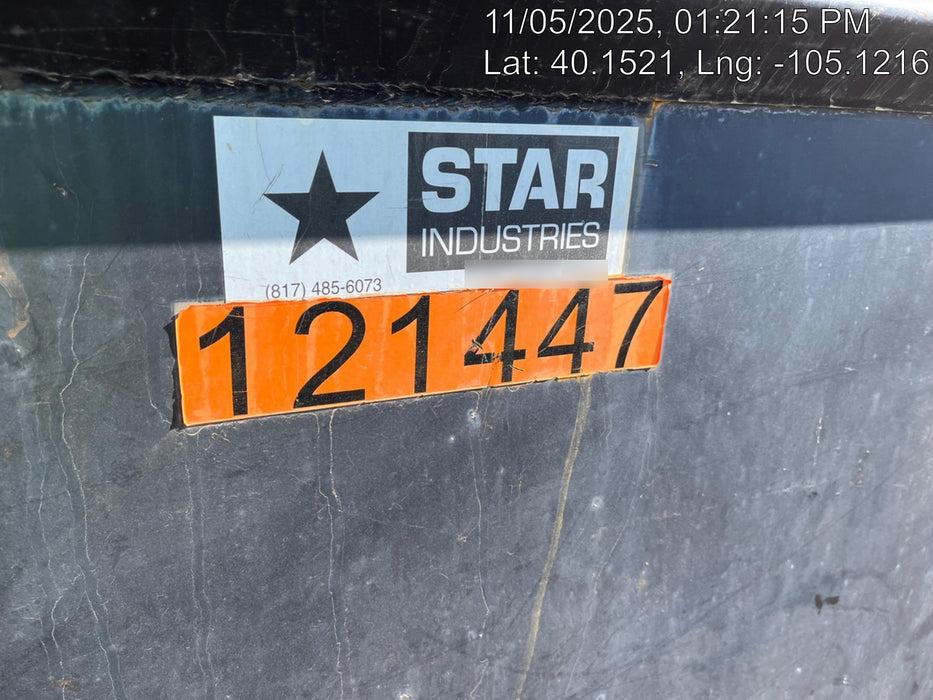 11/05/2025, 01:21:15 PM
Lat: 40.1521, Lng: -105.1216
STAR
INDUSTRIES
(817) 485-6073
121447